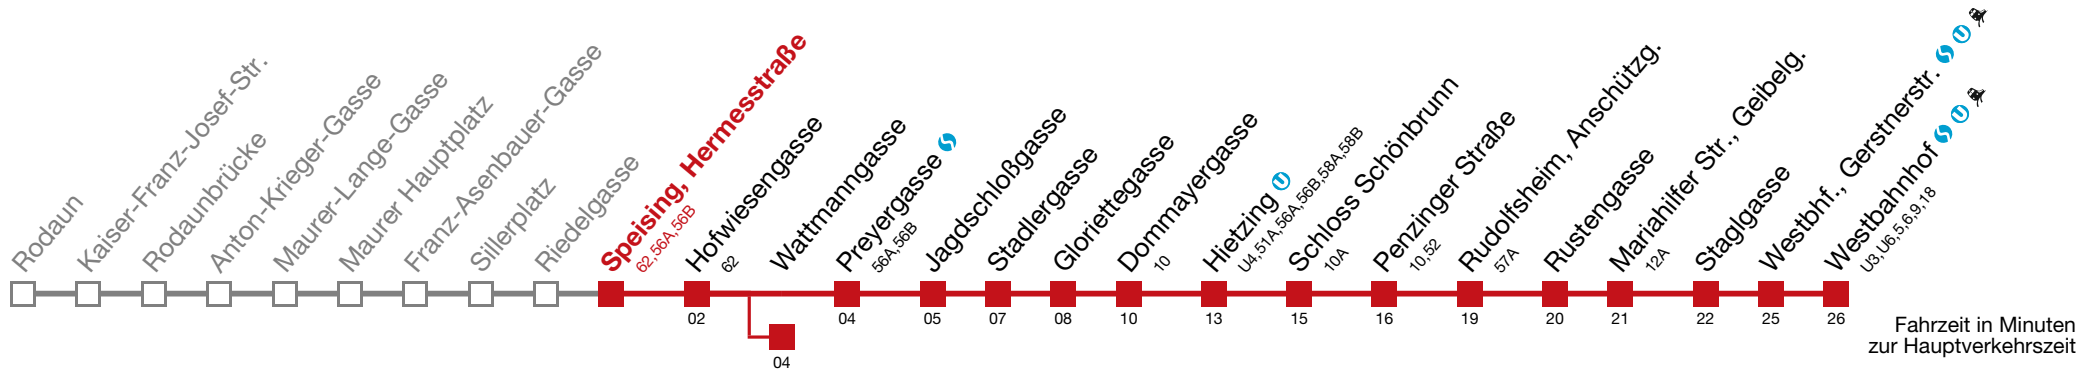 Rodaun
Kaiser-Franz-Josef-Str.
Rodaunbrücke
Anton-Krieger-Gasse
Maurer-Lange-Gasse
Maurer Hauptplatz
Franz-Asenbauer-Gasse
Sillerplatz
Riedelgasse
Speising, Hermesstraße
62,56A,56B
Hofwiesengasse
62
02
Wattmanngasse
04
Preyergasse
56A,56B
04
Jagdschloßgasse
05
Stadlergasse
07
Gloriettegasse
08
Dommayergasse
10
10
Hietzing U
U4,51A,56A,56B,58A,58B
13
Schloss Schönbrunn
10A
15
Penzinger Straße
10,52
16
Rudolfsheim, Anschützg.
57A
19
Rustengasse
20
Mariahilfer Str., Geibelg.
12A
21
Staglgasse
22
Westbhf., Gerstnerstr. U
25
Westbahnhof U
U3,U6,5,6,9,18
26
Fahrzeit in Minuten
zur Hauptverkehrszeit